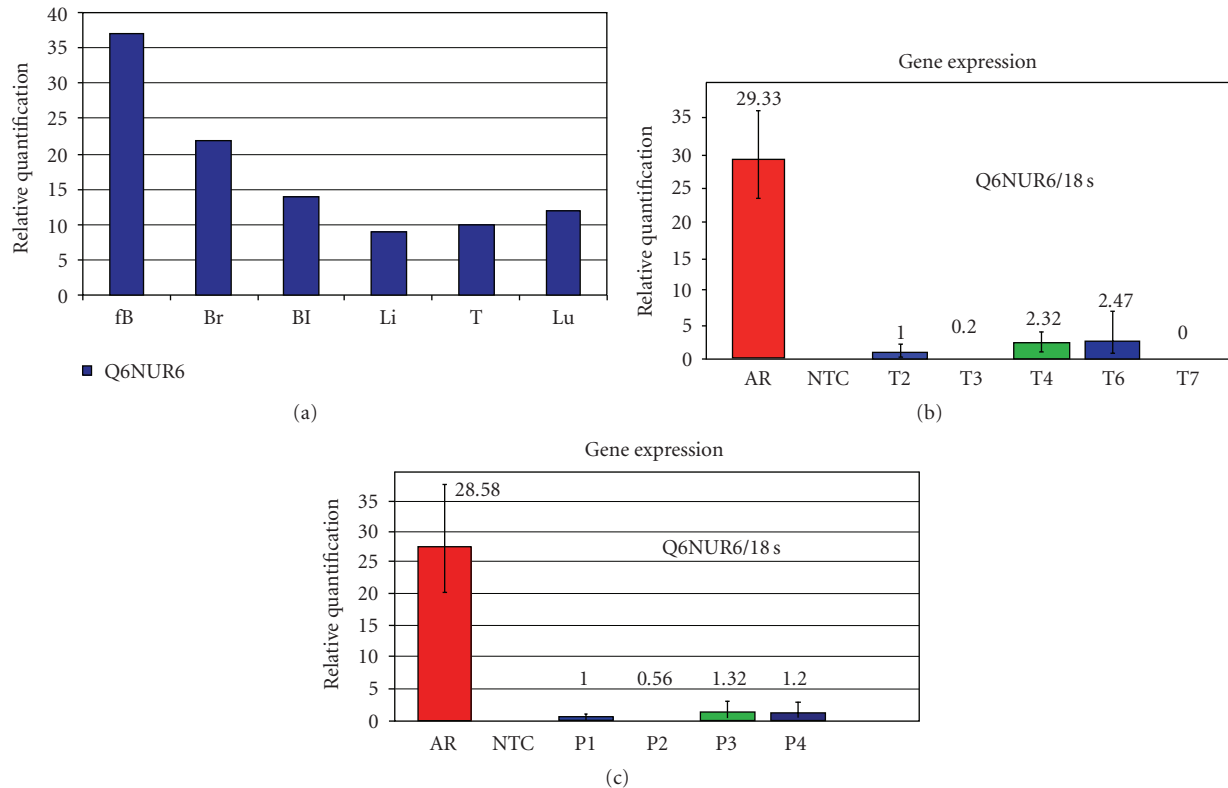 40
35
30
25
20
15
10
5
0
Relative quantification
fB Br BI Li T Lu
Q6NUR6
(a)
Gene expression
35
30
25
20
15
10
5
0
Relative quantification
29.33
Q6NUR6/18 s
1 0.2 2.32 2.47 0
AR NTC T2 T3 T4 T6 T7
(b)
Gene expression
35
30
25
20
15
10
5
0
Relative quantification
28.58
Q6NUR6/18 s
1 0.56 1.32 1.2
AR NTC P1 P2 P3 P4
(c)